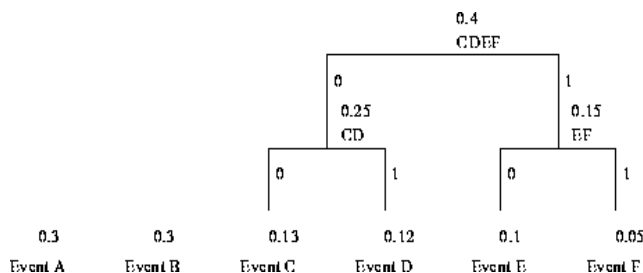 0.4
CDEF
0 1
0.25 0.15
CD EF
0 1 0 1
0.3 0.3 0.13 0.12 0.1 0.05
Event A Event B Event C Event D Event E Event F